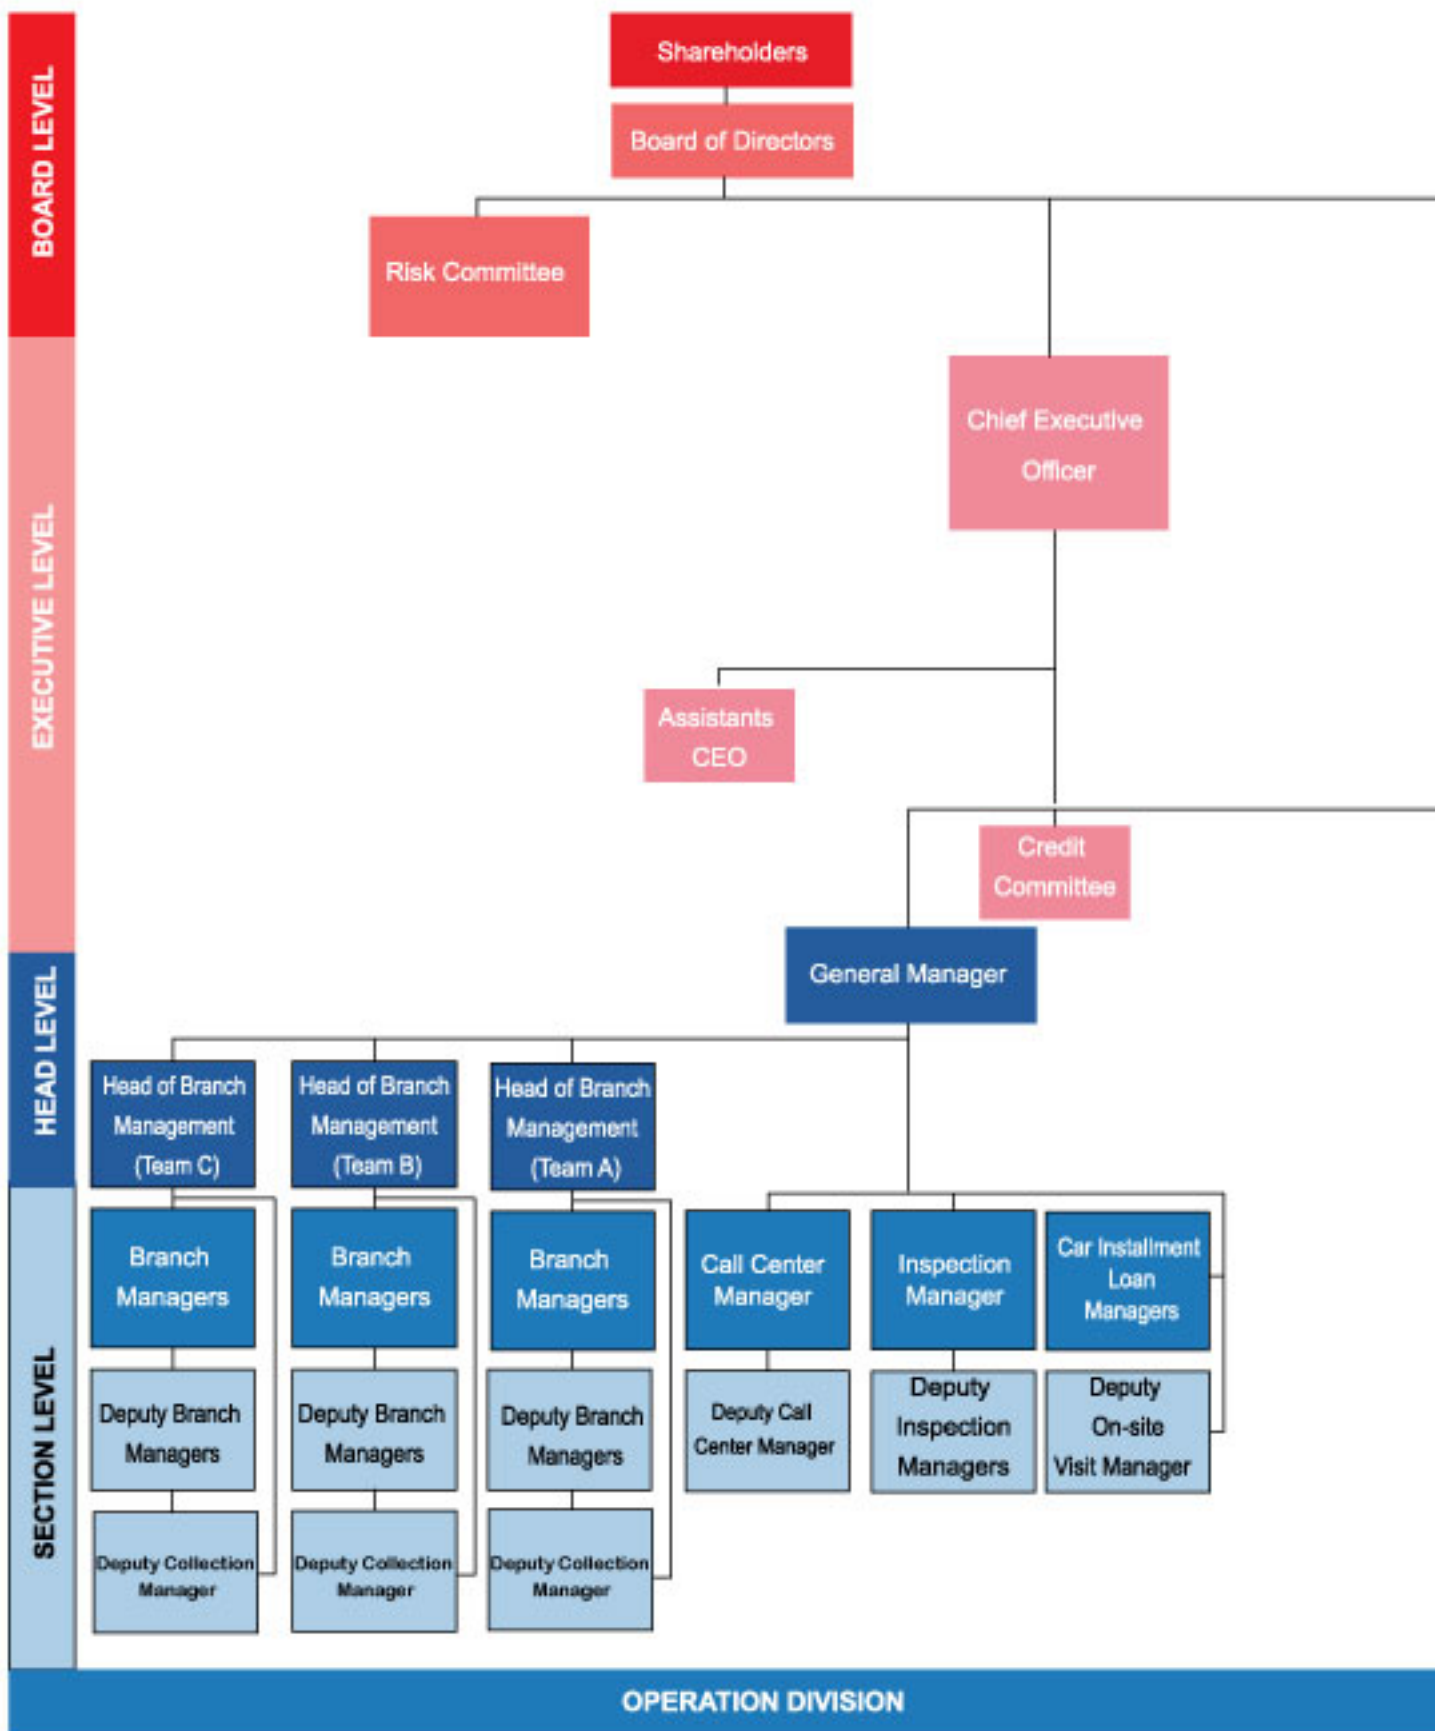 BOARD LEVEL
Shareholders
Board of Directors
Risk Committee
EXECUTIVE LEVEL
Chief Executive
Officer
Assistants
CEO
Credit
Committee
HEAD LEVEL
General Manager
Head of Branch
Management
(Team C)
Head of Branch
Management
(Team B)
Head of Branch
Management
(Team A)
SECTION LEVEL
Branch
Managers
Branch
Managers
Branch
Managers
Call Center
Manager
Inspection
Manager
Car Installment
Loan
Managers
Deputy Branch
Managers
Deputy Branch
Managers
Deputy Branch
Managers
Deputy Call
Center Manager
Deputy
Inspection
Managers
Deputy
On-site
Visit Manager
Deputy Collection
Manager
Deputy Collection
Manager
Deputy Collection
Manager
OPERATION DIVISION